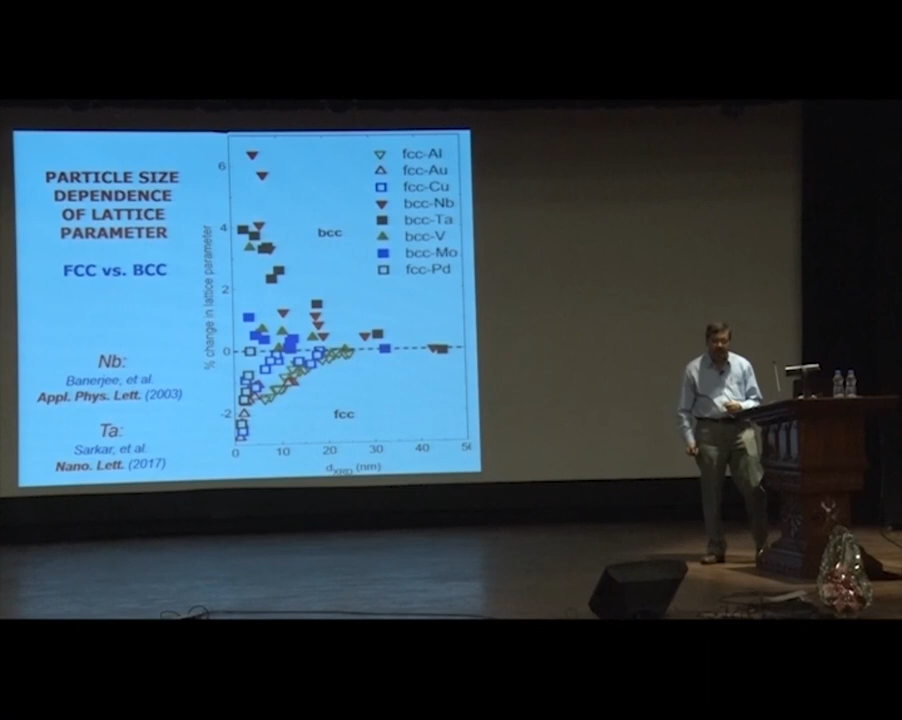 PARTICLE SIZE
DEPENDENCE
OF LATTICE
PARAMETER
FCC vs. BCC
Nb:
Banerjee, et al.
Appl. Phys. Lett. (2003)
Ta:
Sarkar, et al.
Nano. Lett. (2017)
% change in lattice parameter
6
4
2
0
-2
bcc
fcc
fcc-Al
fcc-Au
fcc-Cu
bcc-Nb
bcc-Ta
bcc-V
bcc-Mo
fcc-Pd
0 10 20 30 40
d XRD (nm)